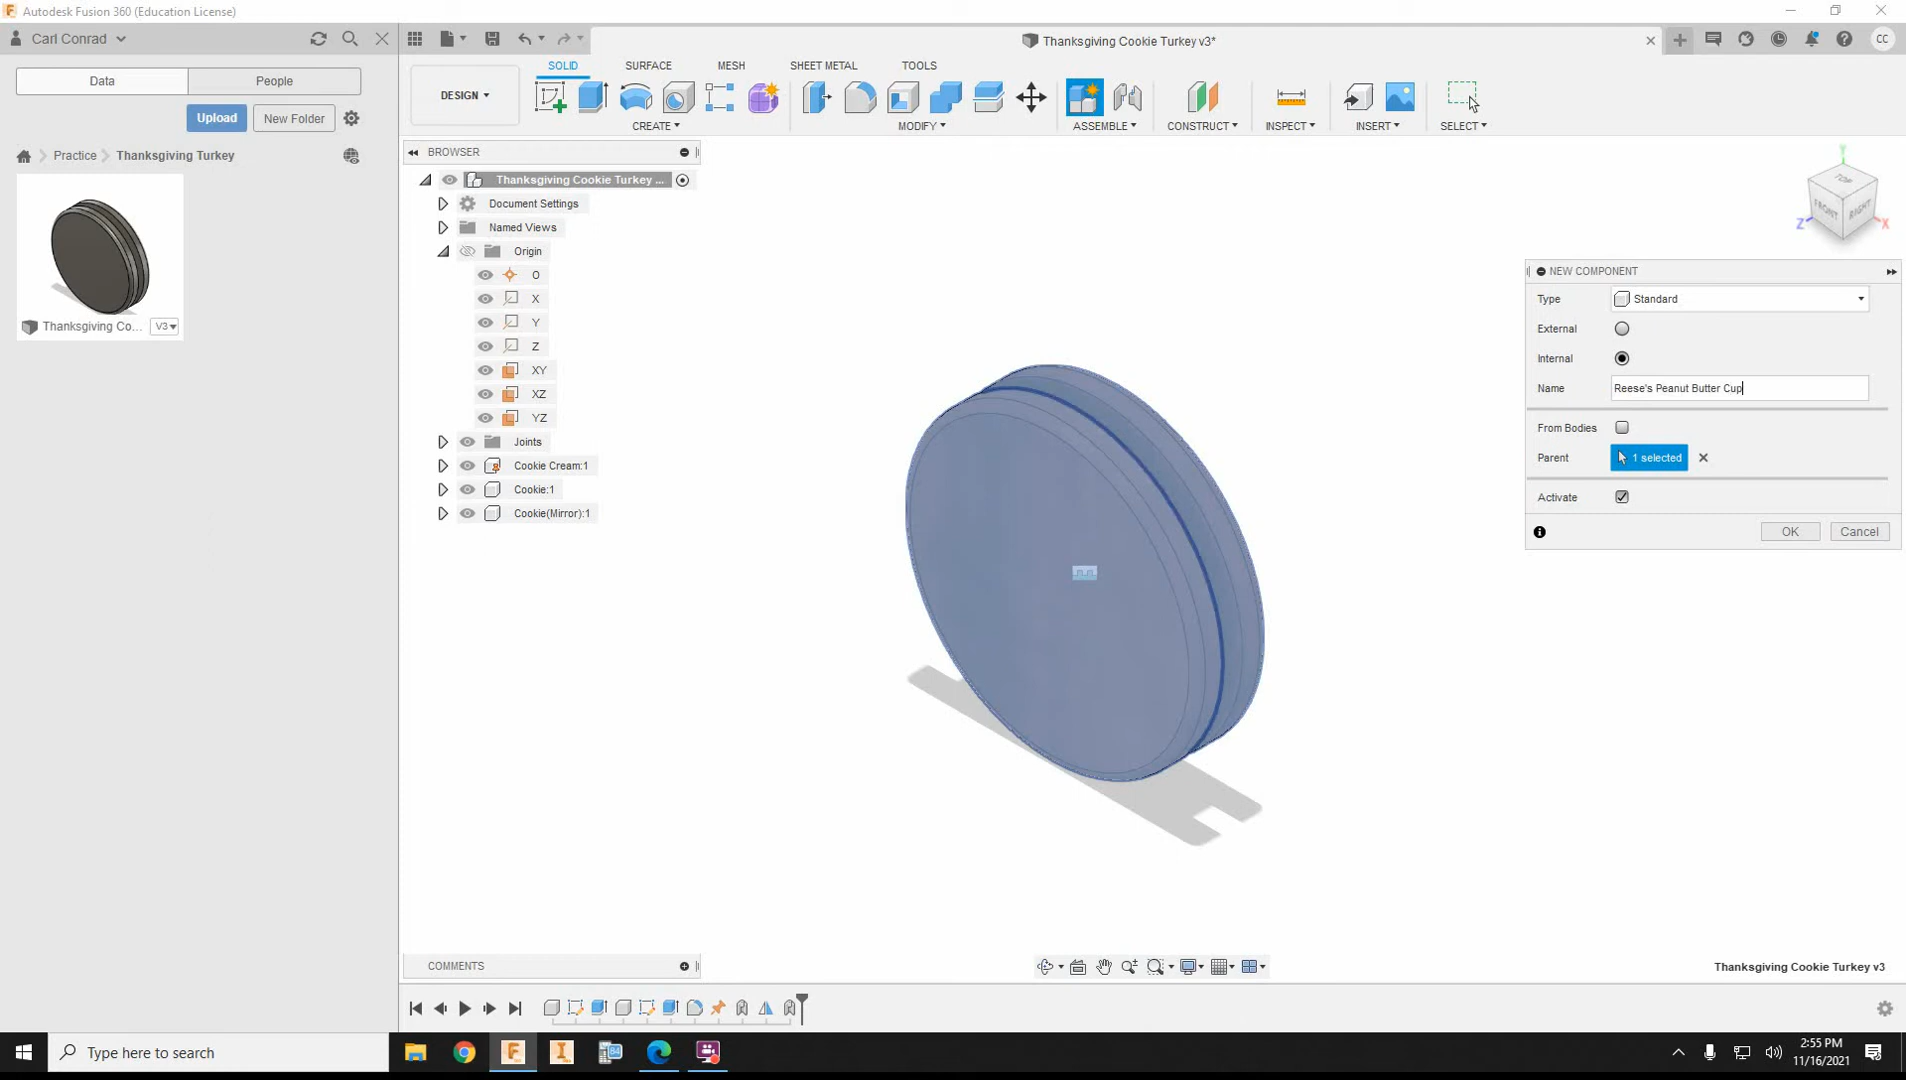 Autodesk Fusion 360 (Education License)
Carl Conrad
Thanksgiving Cookie Turkey v3*
CC
Data
People
Upload
New Folder
Practice
Thanksgiving Turkey
Thanksgiving Co...
V3
DESIGN
SOLID
SURFACE
MESH
SHEET METAL
TOOLS
CREATE
MODIFY
ASSEMBLE
CONSTRUCT
INSPECT
INSERT
SELECT
BROWSER
Thanksgiving Cookie Turkey ...
Document Settings
Named Views
Origin
O
X
Y
Z
XY
XZ
YZ
Joints
Cookie Cream:1
Cookie:1
Cookie(Mirror):1
Y
TOP
FRONT
RIGHT
Z
X
NEW COMPONENT
Type
Standard
External
Internal
Name
Reese's Peanut Butter Cup
From Bodies
Parent
1 selected
Activate
OK
Cancel
COMMENTS
Thanksgiving Cookie Turkey v3
Type here to search
2:55 PM
11/16/2021